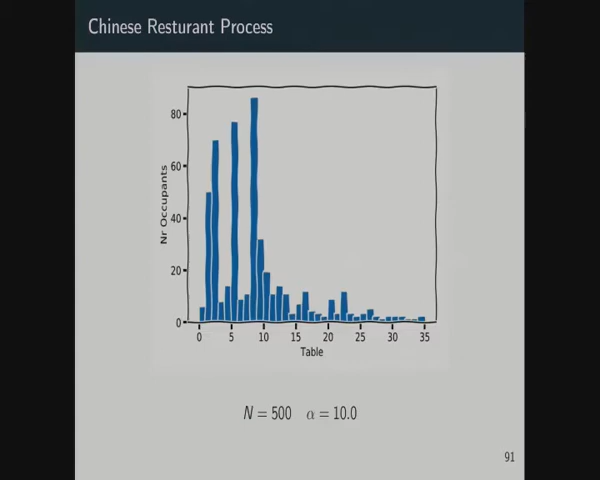 Chinese Resturant Process
80
60
40
20
0
Nr Occupants
0 5 10 15 20 25 30 35
Table
N = 500 α = 10.0
91